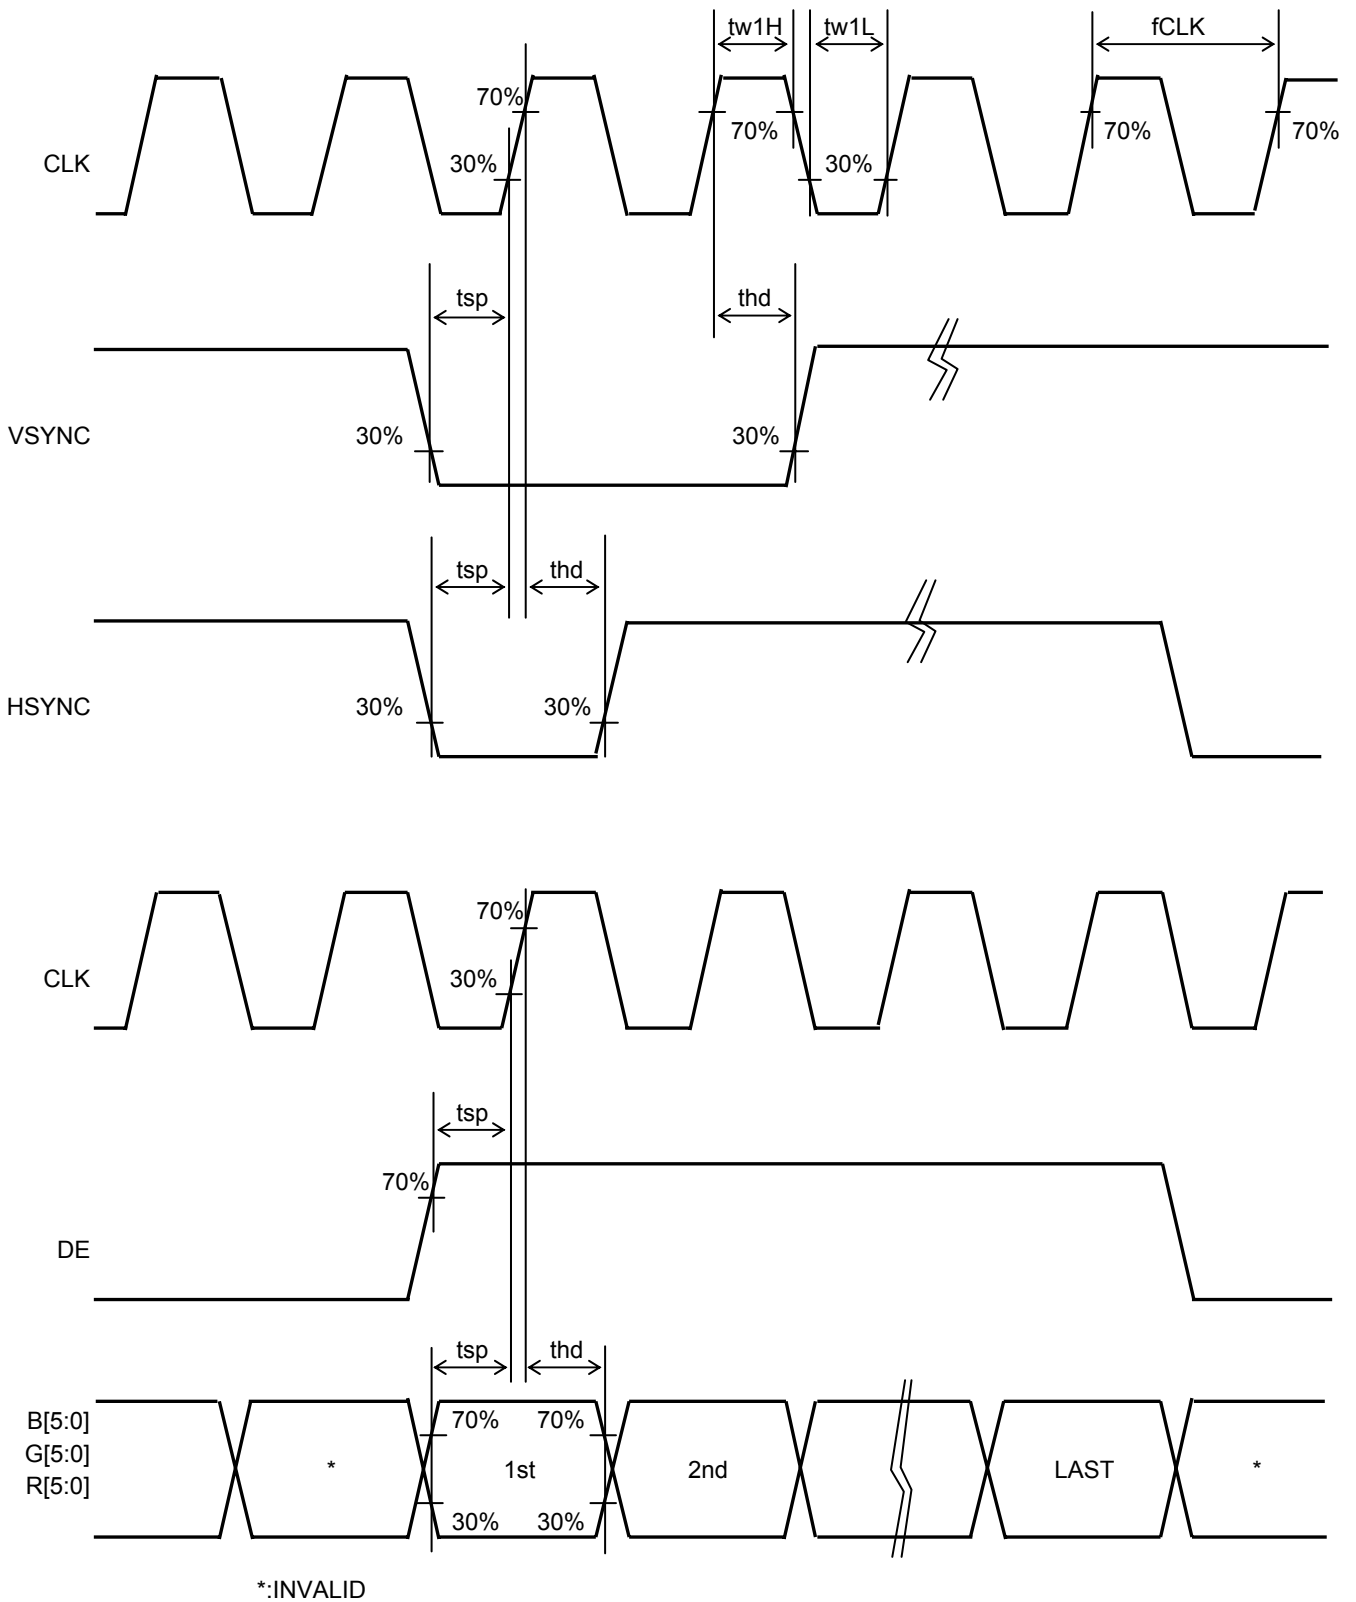 tw1H tw1L fCLK
70%
70% 70% 70%
30% 30%
CLK
tsp thd
VSYNC 30% 30%
tsp thd
HSYNC 30% 30%
70%
CLK 30%
tsp
70%
DE
tsp thd
B[5:0] 70% 70%
G[5:0]
* 1st 2nd LAST *
R[5:0]
30% 30%
*:INVALID